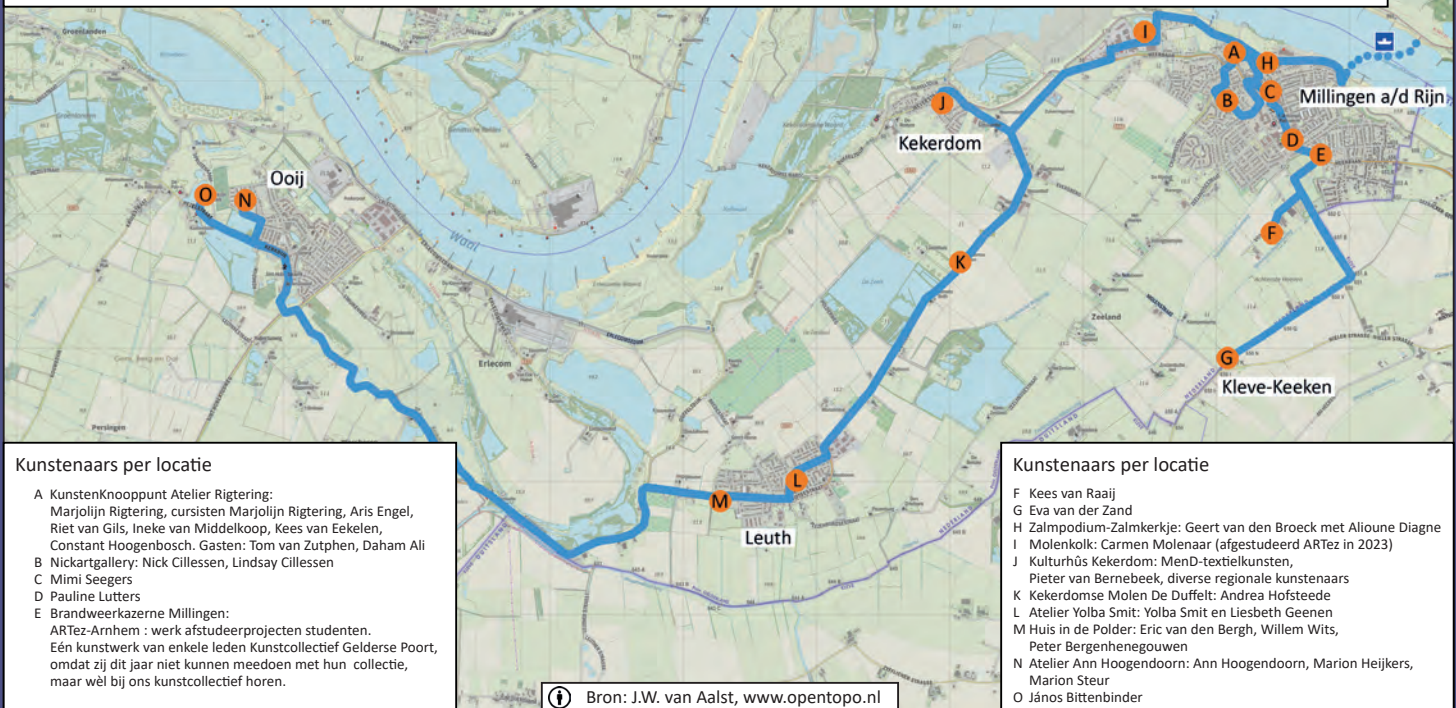 Groenlanden
Ooij
O
N
Waal
Erlecom
Persingen
Kekerdom
J
I
A
H
B
C
Millingen a/d Rijn
D
E
F
K
Zeeland
G
Kleve-Keeken
M
L
Leuth
Kunstenaars per locatie
A KunstenKnooppunt Atelier Rigtering:
Marjolijn Rigtering, cursisten Marjolijn Rigtering, Aris Engel,
Riet van Gils, Ineke van Middelkoop, Kees van Eekelen,
Constant Hoogenbosch. Gasten: Tom van Zutphen, Daham Ali
B Nickartgallery: Nick Cillessen, Lindsay Cillessen
C Mimi Seegers
D Pauline Lutters
E Brandweerkazerne Millingen:
ARTez-Arnhem : werk afstudeerprojecten studenten.
Eén kunstwerk van enkele leden Kunstcollectief Gelderse Poort,
omdat zij dit jaar niet kunnen meedoen met hun collectie,
maar wèl bij ons kunstcollectief horen.
Bron: J.W. van Aalst, www.opentopo.nl
Kunstenaars per locatie
F Kees van Raaij
G Eva van der Zand
H Zalmpodium-Zalmkerkje: Geert van den Broeck met Alioune Diagne
I Molenkolk: Carmen Molenaar (afgestudeerd ARTez in 2023)
J Kulturhûs Kekerdom: MenD-textielkunsten,
Pieter van Bernebeek, diverse regionale kunstenaars
K Kekerdomse Molen De Duffelt: Andrea Hofsteede
L Atelier Yolba Smit: Yolba Smit en Liesbeth Geenen
M Huis in de Polder: Eric van den Bergh, Willem Wits,
Peter Bergenhenegouwen
N Atelier Ann Hoogendoorn: Ann Hoogendoorn, Marion Heijkers,
Marion Steur
O János Bittenbinder